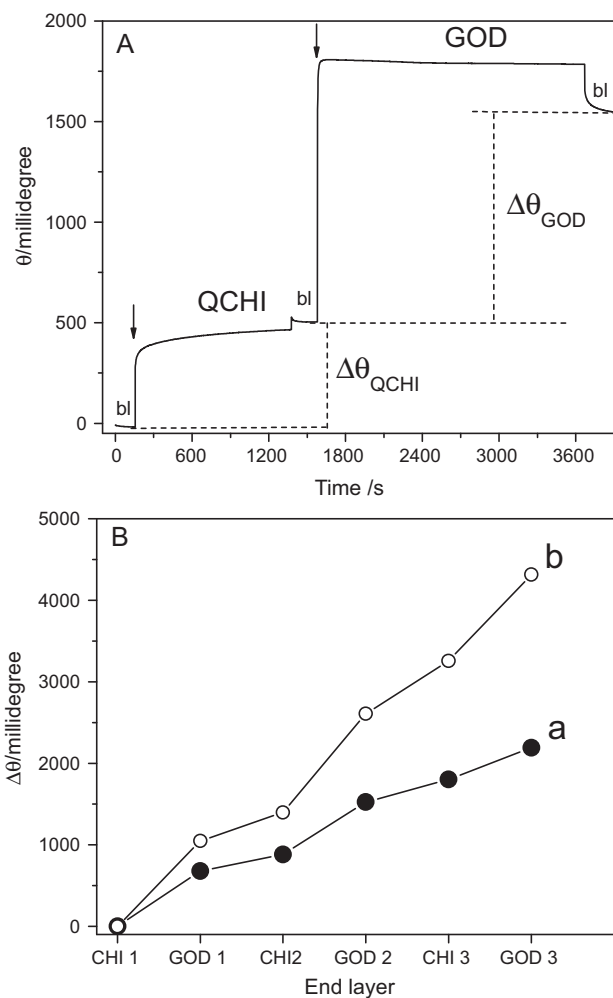 A
GOD
QCHI
bl
bl
bl
ΔθGOD
ΔθQCHI
θ/millidegree
2000
1500
1000
500
0
0 600 1200 1800 2400 3000 3600
Time /s
B
b
a
Δθ/millidegree
5000
4000
3000
2000
1000
0
CHI 1 GOD 1 CHI2 GOD 2 CHI 3 GOD 3
End layer